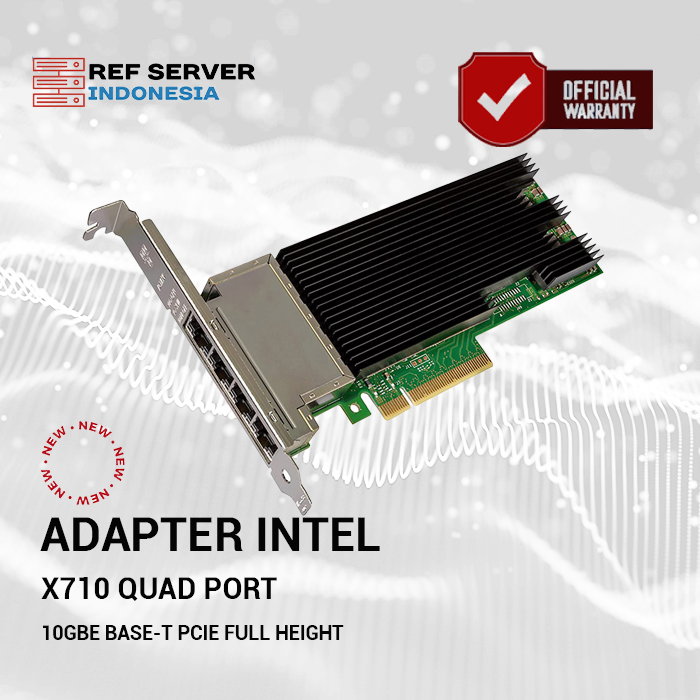 REF SERVER
INDONESIA
OFFICIAL
WARRANTY
NEW • NEW • NEW • NEW • NEW • NEW •
ADAPTER INTEL
X710 QUAD PORT
10GBE BASE-T PCIE FULL HEIGHT